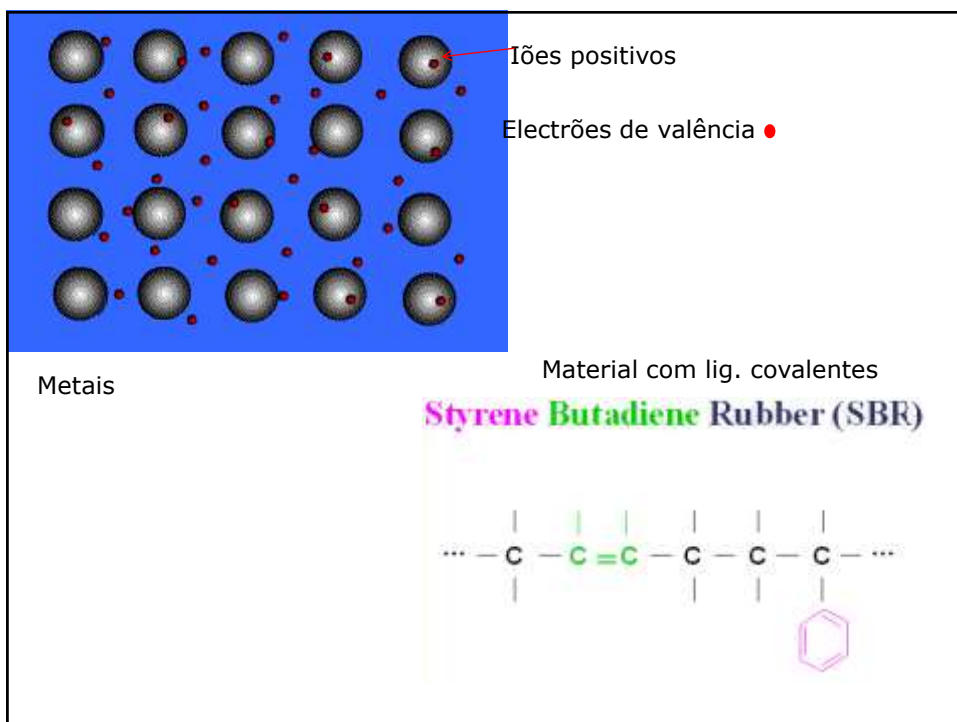 Iões positivos
Electrões de valência
Metais
Material com lig. covalentes
Styrene Butadiene Rubber (SBR)
··· — C — C = C — C — C — C — ···